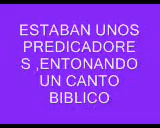 ESTABAN UNOS
PREDICADORE
S ,ENTONANDO
UN CANTO
BIBLICO